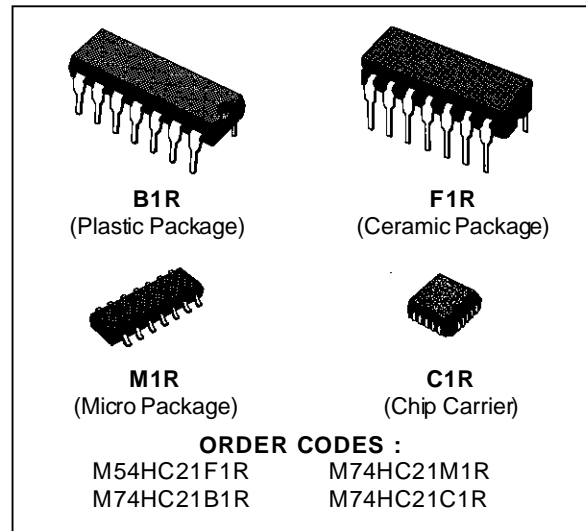 B1R
(Plastic Package)
F1R
(Ceramic Package)
M1R
(Micro Package)
C1R
(Chip Carrier)
ORDER CODES :
M54HC21F1R M74HC21M1R
M74HC21B1R M74HC21C1R